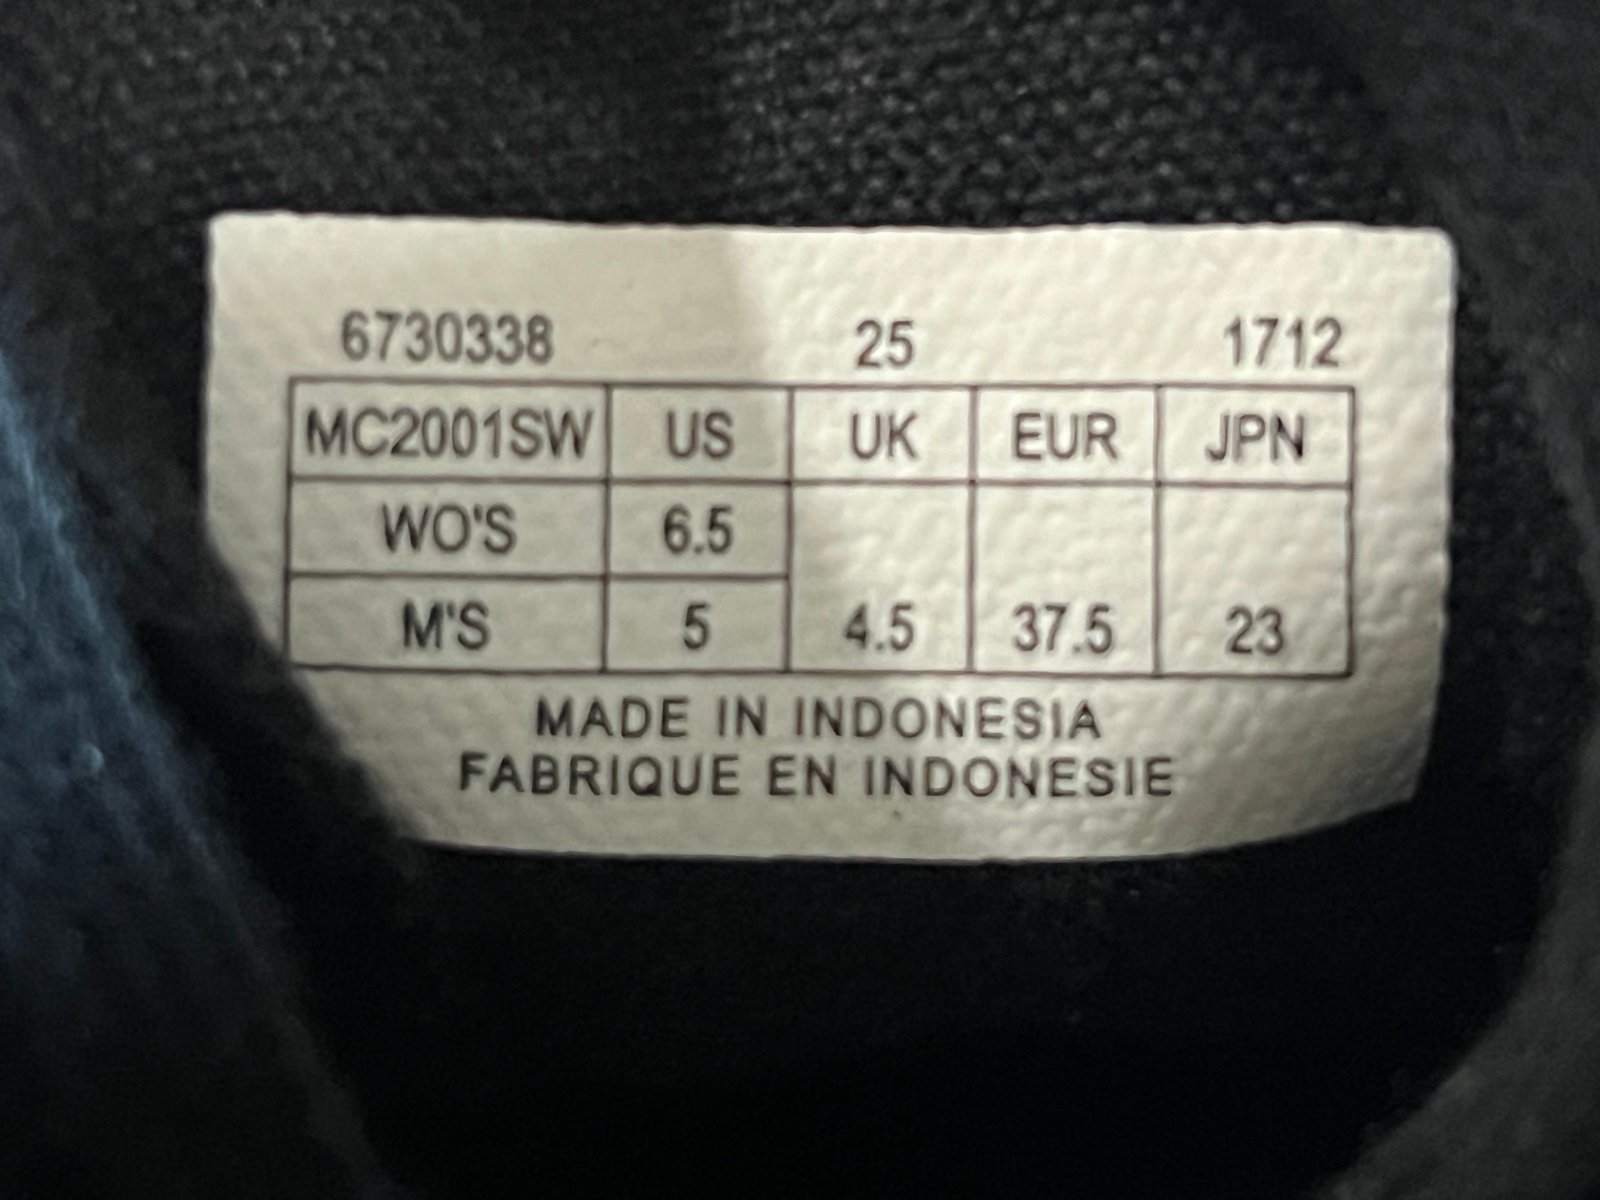 6730338 25 1712
MC2001SW US UK EUR JPN
WO'S 6.5
M'S 5 4.5 37.5 23
MADE IN INDONESIA
FABRIQUE EN INDONESIE